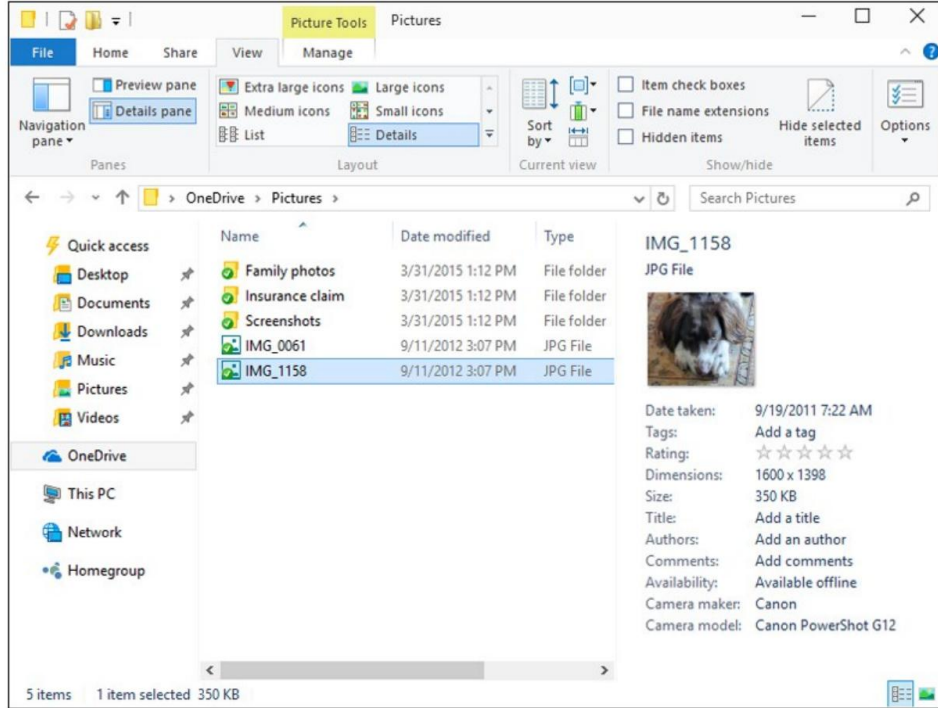 Picture Tools Pictures
File Home Share View Manage
Preview pane Extra large icons Large icons Item check boxes
Details pane Medium icons Small icons File name extensions
Navigation pane List Details Sort by Hidden items Hide selected items Options
Panes Layout Current view Show/hide
OneDrive Pictures Search Pictures
Name Date modified Type
Quick access
Desktop
Documents
Downloads
Music
Pictures
Videos
OneDrive
This PC
Network
Homegroup
Family photos 3/31/2015 1:12 PM File folder
Insurance claim 3/31/2015 1:12 PM File folder
Screenshots 3/31/2015 1:12 PM File folder
IMG_0061 9/11/2012 3:07 PM JPG File
IMG_1158 9/11/2012 3:07 PM JPG File
IMG_1158
JPG File
Date taken: 9/19/2011 7:22 AM
Tags: Add a tag
Rating:
Dimensions: 1600 x 1398
Size: 350 KB
Title: Add a title
Authors: Add an author
Comments: Add comments
Availability: Available offline
Camera maker: Canon
Camera model: Canon PowerShot G12
5 items 1 item selected 350 KB